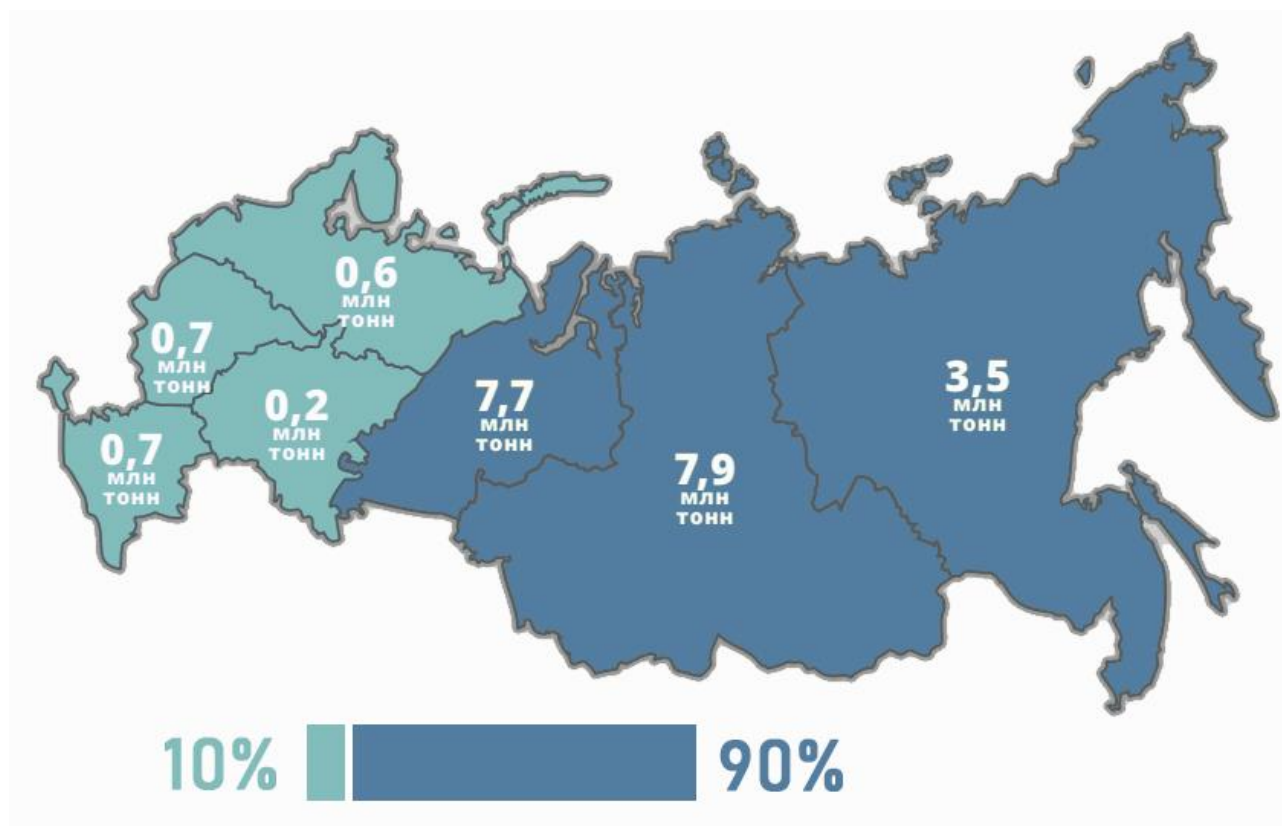 0,6
млн
тонн
0,7
млн
тонн
0,2
млн
тонн
0,7
млн
тонн
7,7
млн
тонн
7,9
млн
тонн
3,5
млн
тонн
10%
90%